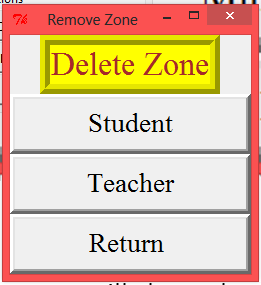 Remove Zone
Delete Zone
Student
Teacher
Return